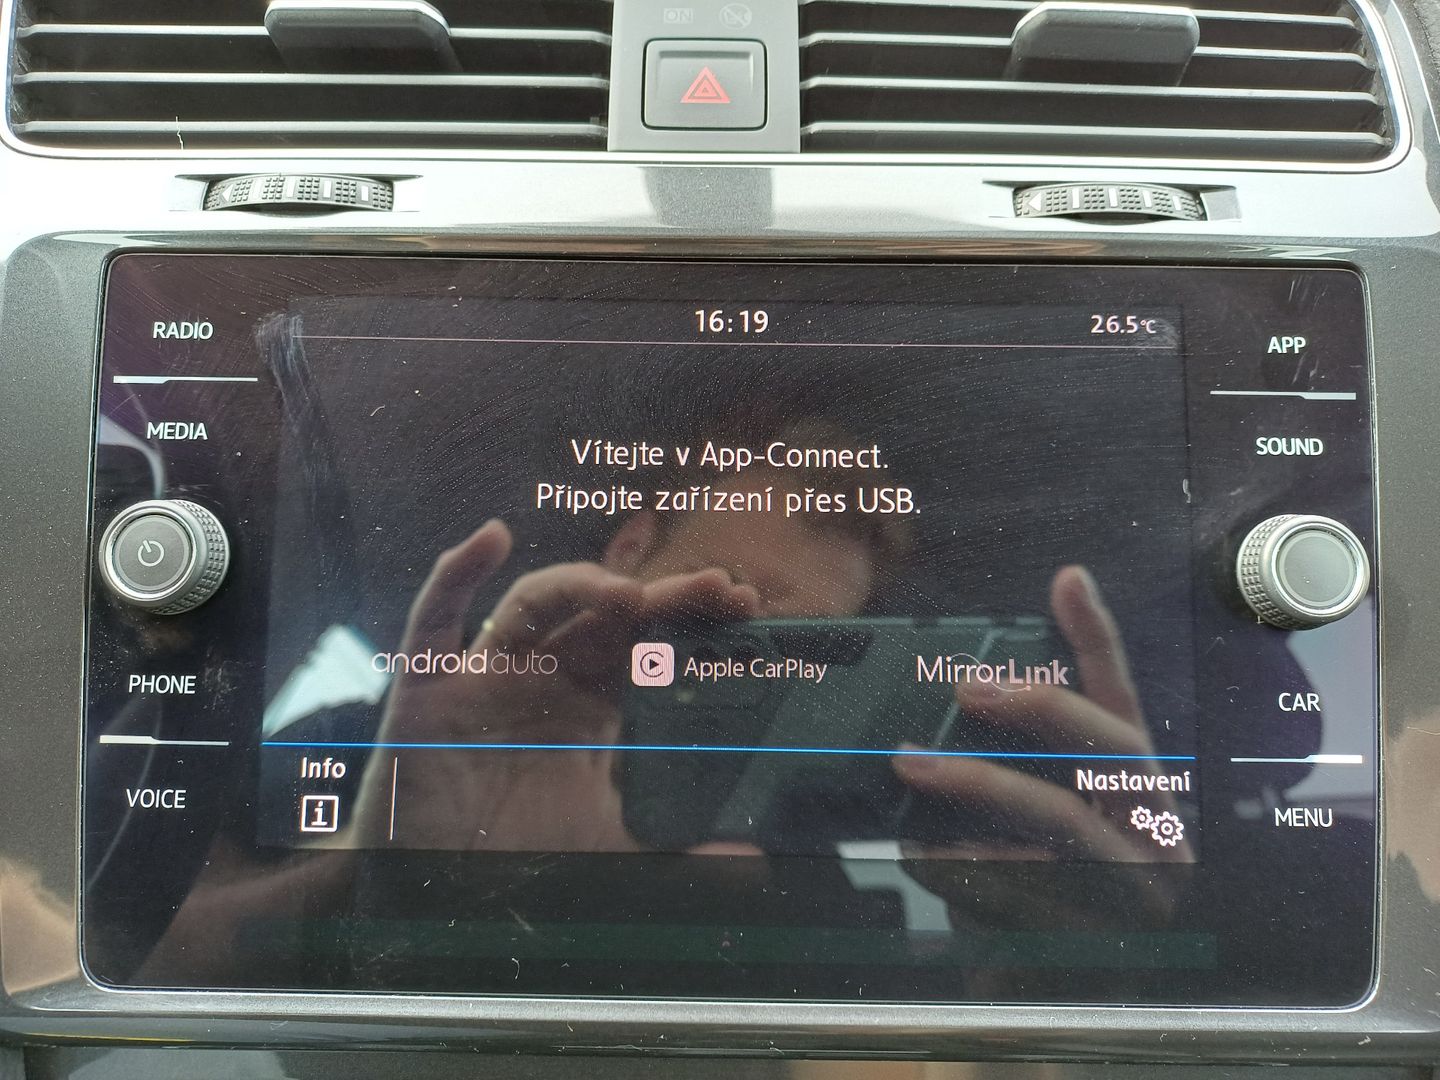 ON
RADIO
16:19
26.5°C
APP
MEDIA
SOUND
Vítejte v App-Connect.
Připojte zařízení přes USB.
androidauto
Apple CarPlay
MirrorLink
PHONE
CAR
Info
Nastavení
VOICE
MENU